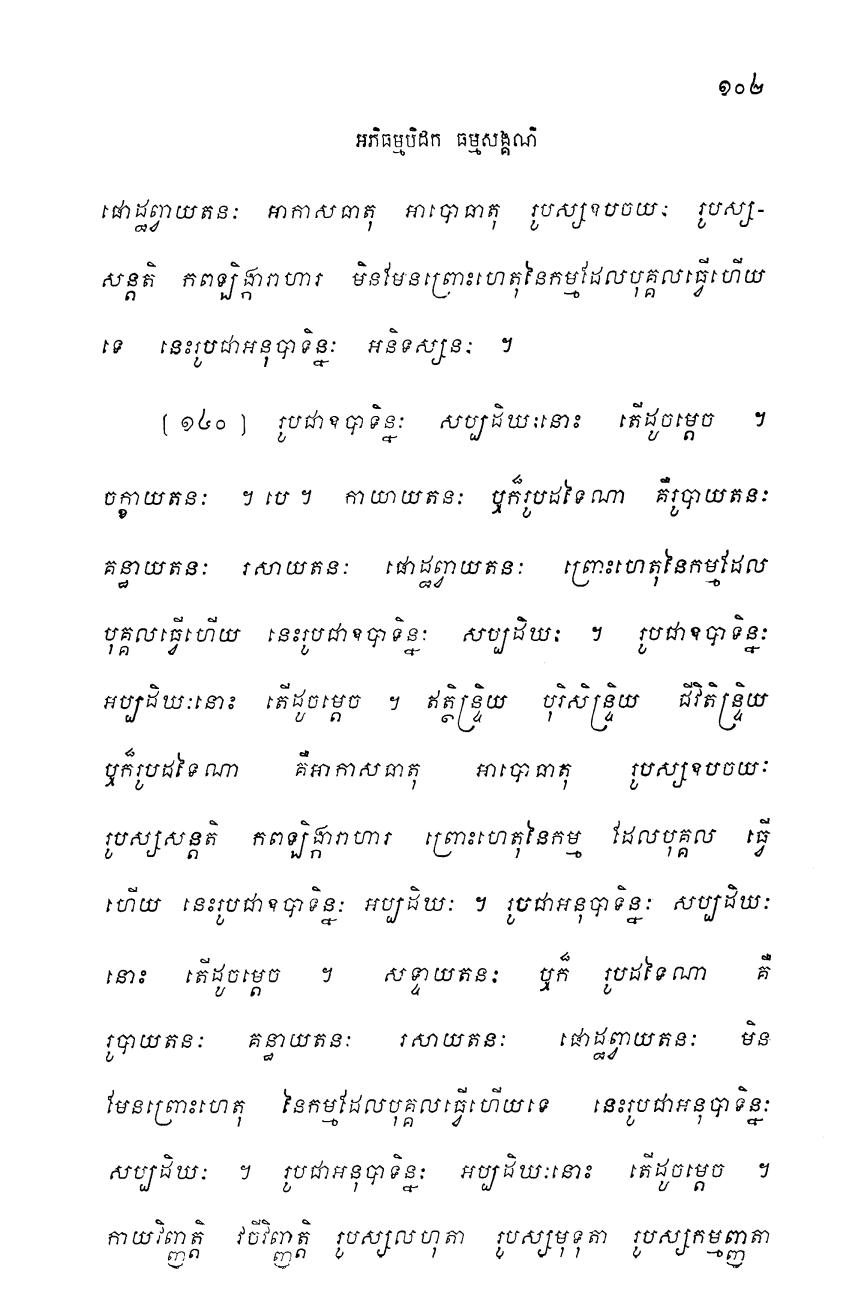 ១០២
អភិធម្មបិដក ធម្មសង្គណី
ផោដ្ឋព្វាយតនៈ អាកាសធាតុ អាបោធាតុ រូបស្សឧបចយៈ រូបស្ស-
សន្តតិ កពឡិង្ការាហារ មិនមែនព្រោះហេតុនៃកម្មដែលបុគ្គលធ្វើហើយ
ទេ នេះរូបជាអនុបាទិន្នៈ អនិទស្សនៈ ។
[ ១៤០ ] រូបជាឧបាទិន្នៈ សប្បដិឃៈនោះ តើដូចម្តេច ។
ចក្ខាយតនៈ ។ បេ ។ កាយាយតនៈ ឬក៏រូបដទៃណា គឺរូបាយតនៈ
គន្ធាយតនៈ រសាយតនៈ ផោដ្ឋព្វាយតនៈ ព្រោះហេតុនៃកម្មដែល
បុគ្គលធ្វើហើយ នេះរូបជាឧបាទិន្នៈ សប្បដិឃៈ ។ រូបជាឧបាទិន្នៈ
អប្បដិឃៈនោះ តើដូចម្តេច ។ ឥត្ថិន្ទ្រិយ បុរិសិន្ទ្រិយ ជីវិតិន្ទ្រិយ
ឬក៏រូបដទៃណា គឺអាកាសធាតុ អាបោធាតុ រូបស្សឧបចយៈ
រូបស្សសន្តតិ កពឡិង្ការាហារ ព្រោះហេតុនៃកម្ម ដែលបុគ្គល ធ្វើ
ហើយ នេះរូបជាឧបាទិន្នៈ អប្បដិឃៈ ។ រូបជាអនុបាទិន្នៈ សប្បដិឃៈ
នោះ តើដូចម្តេច ។ សទ្ទាយតនៈ ឬក៏ រូបដទៃណា គឺ
រូបាយតនៈ គន្ធាយតនៈ រសាយតនៈ ផោដ្ឋព្វាយតនៈ មិន
មែនព្រោះហេតុ នៃកម្មដែលបុគ្គលធ្វើហើយទេ នេះរូបជាអនុបាទិន្នៈ
សប្បដិឃៈ ។ រូបជាអនុបាទិន្នៈ អប្បដិឃៈនោះ តើដូចម្តេច ។
កាយវិញ្ញត្តិ វចីវិញ្ញត្តិ រូបស្សលហុតា រូបស្សមុទុតា រូបស្សកម្មញ្ញតា